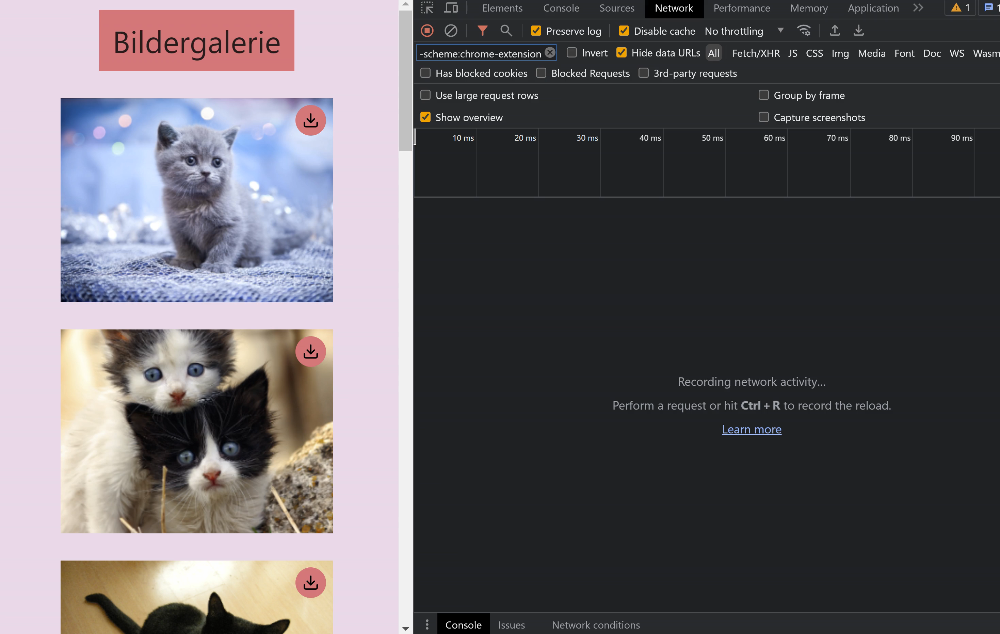 Bildergalerie
Elements Console Sources Network Performance Memory Application 1
Preserve log Disable cache No throttling
-scheme:chrome-extension Invert Hide data URLs All Fetch/XHR JS CSS Img Media Font Doc WS Wasm
Has blocked cookies Blocked Requests 3rd-party requests
Use large request rows Group by frame
Show overview Capture screenshots
10 ms 20 ms 30 ms 40 ms 50 ms 60 ms 70 ms 80 ms 90 ms
Recording network activity…
Perform a request or hit Ctrl + R to record the reload.
Learn more
Console Issues Network conditions